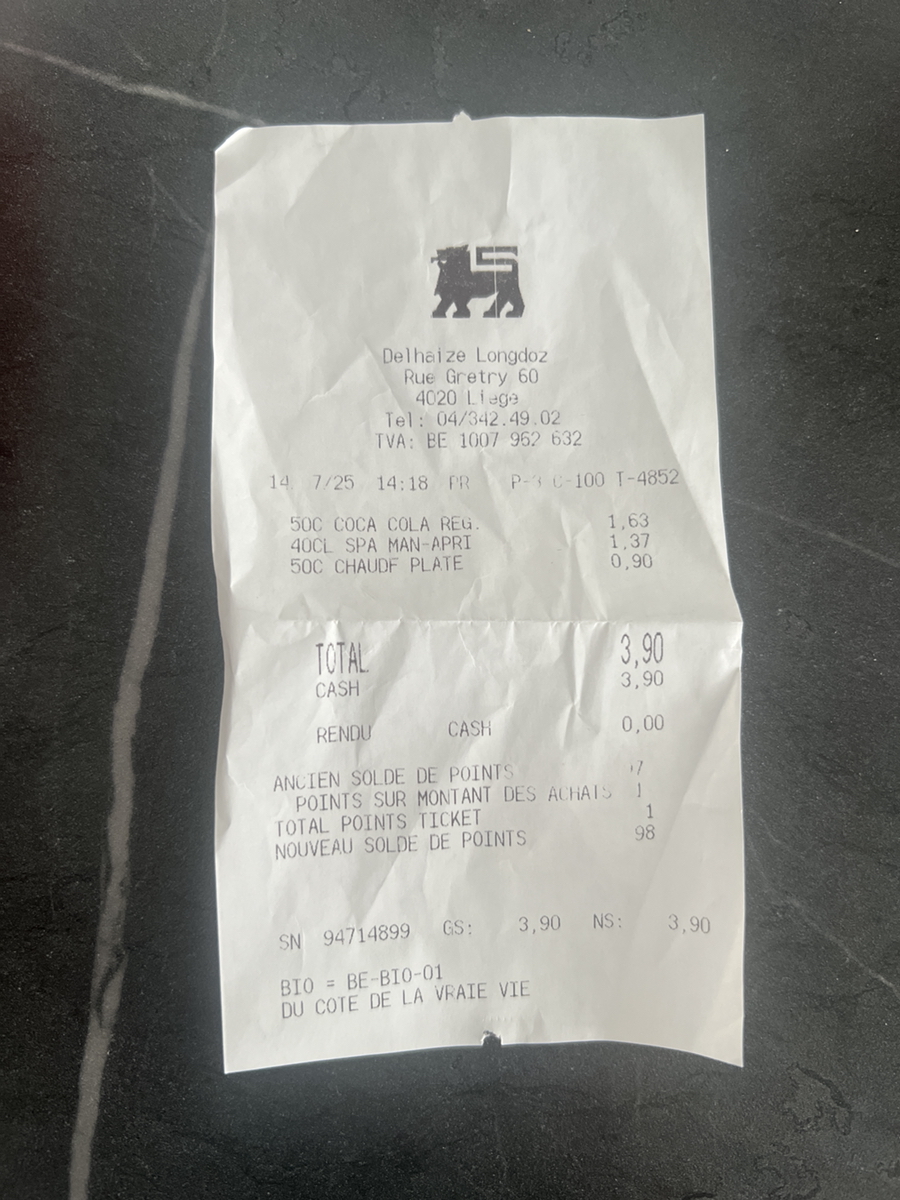 Delhaize Longdoz
Rue Gretry 60
4020 Liege
Tel: 04/342.49.02
TVA: BE 1007 962 632
14. 7/25 14:18 PR C-100 T-4852
50C COCA COLA REG. 1,63
40CL SPA MAN-APRI 1,37
50C CHAUDF PLATE 0,90
TOTAL 3,90
CASH 3,90
RENDU CASH 0,00
ANCIEN SOLDE DE POINTS
POINTS SUR MONTANT DES ACHATS 1
TOTAL POINTS TICKET 1
NOUVEAU SOLDE DE POINTS 98
SN 94714899 GS: 3,90 NS: 3,90
BIO = BE-BIO-01
DU COTE DE LA VRAIE VIE